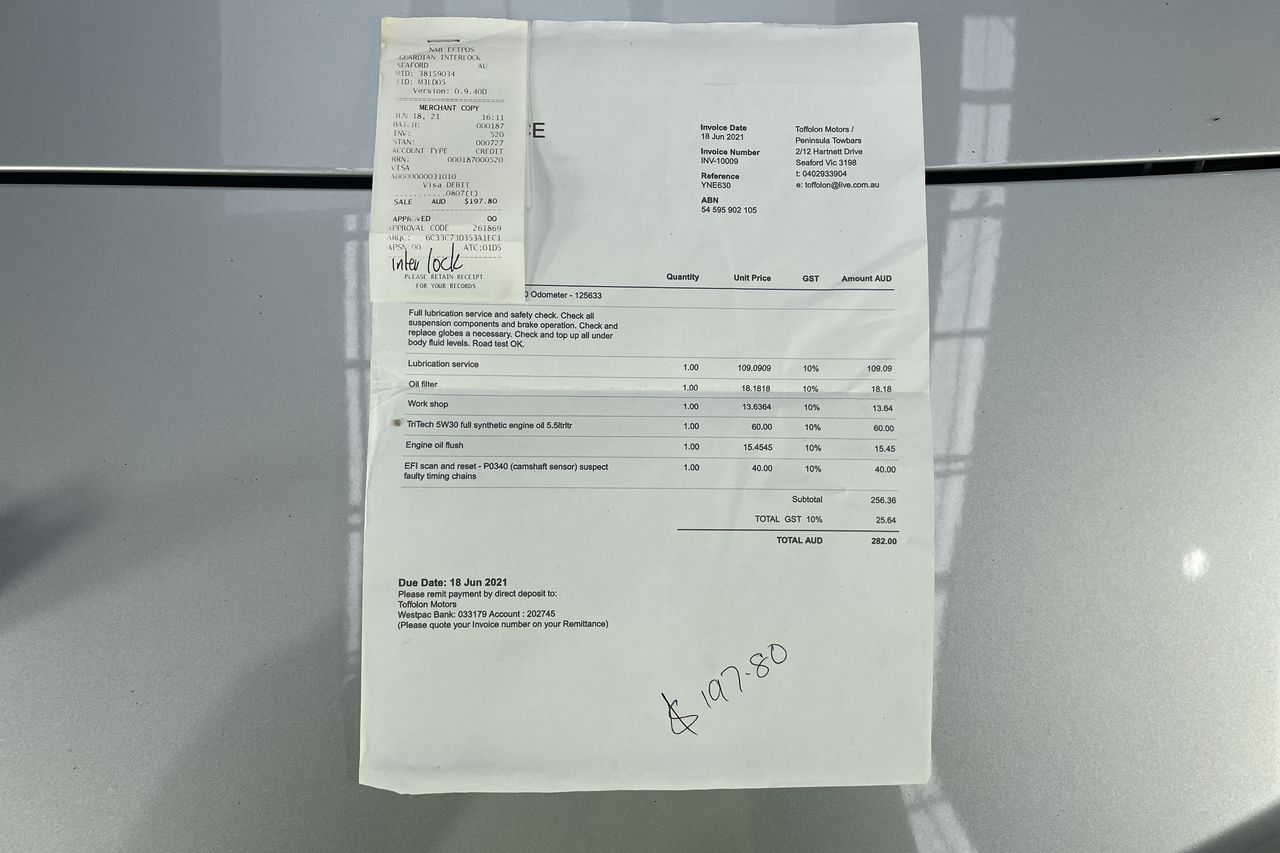 NAB EFTPOS
GUARDIAN INTERLOCK
SEAFORD AU
MID: 38159034
TID: M3LD05
Version: 0.9.40D
MERCHANT COPY
JUN 18, 21 16:11
BATCH: 000187
INV: 520
STAN: 000727
ACCOUNT TYPE CREDIT
RRN: 000187000520
VISA
A0000000031010
Visa DEBIT
...........0807(t)
SALE AUD $197.80
APPROVED 00
APPROVAL CODE 261869
ARQC: 6C33C73D353A1EC1
APSN:00 ATC:01D5
interlock
PLEASE RETAIN RECEIPT
FOR YOUR RECORDS
CE
Invoice Date
18 Jun 2021
Invoice Number
INV-10009
Reference
YNE630
ABN
54 595 902 105
Toffolon Motors /
Peninsula Towbars
2/12 Hartnett Drive
Seaford Vic 3198
t: 0402933904
e: toffolon@live.com.au
Quantity Unit Price GST Amount AUD
0 Odometer - 125633
Full lubrication service and safety check. Check all
suspension components and brake operation. Check and
replace globes a necessary. Check and top up all under
body fluid levels. Road test OK.
Lubrication service 1.00 109.0909 10% 109.09
Oil filter 1.00 18.1818 10% 18.18
Work shop 1.00 13.6364 10% 13.64
TriTech 5W30 full synthetic engine oil 5.5ltrltr 1.00 60.00 10% 60.00
Engine oil flush 1.00 15.4545 10% 15.45
EFI scan and reset - P0340 (camshaft sensor) suspect 1.00 40.00 10% 40.00
faulty timing chains
Subtotal 256.36
TOTAL GST 10% 25.64
TOTAL AUD 282.00
Due Date: 18 Jun 2021
Please remit payment by direct deposit to:
Toffolon Motors
Westpac Bank: 033179 Account : 202745
(Please quote your Invoice number on your Remittance)
$197.80